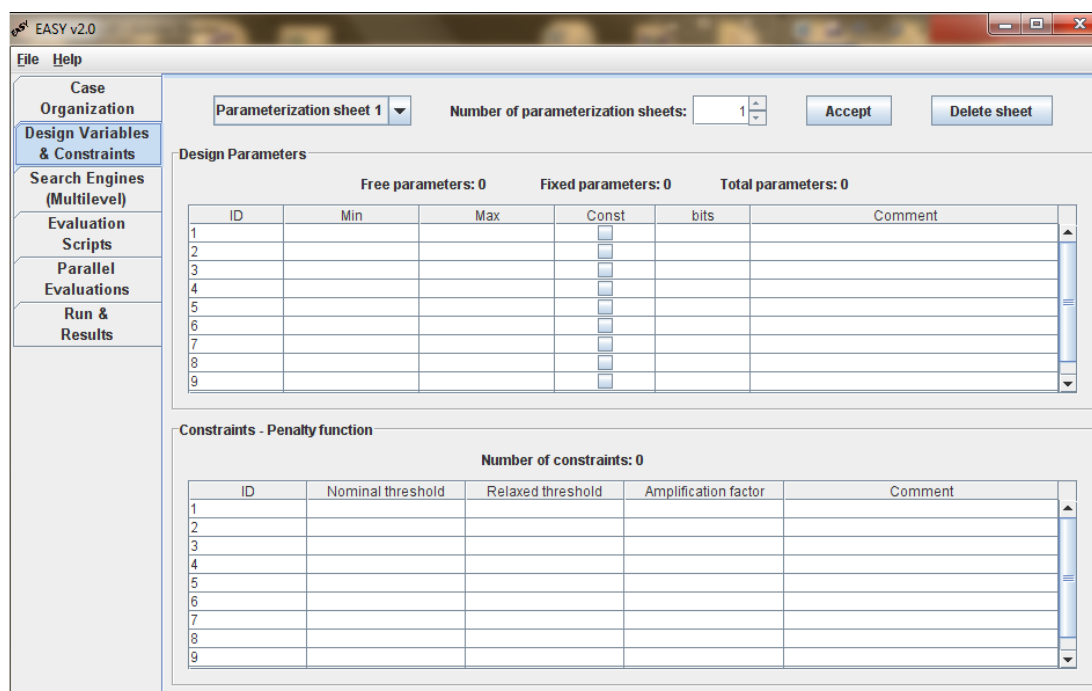 EASY EASY v2.0
File Help
Case
Organization
Design Variables
& Constraints
Search Engines
(Multilevel)
Evaluation
Scripts
Parallel
Evaluations
Run &
Results
Parameterization sheet 1 Number of parameterization sheets: 1 Accept Delete sheet
Design Parameters
Free parameters: 0 Fixed parameters: 0 Total parameters: 0
ID Min Max Const bits Comment
1
2
3
4
5
6
7
8
9
Constraints - Penalty function
Number of constraints: 0
ID Nominal threshold Relaxed threshold Amplification factor Comment
1
2
3
4
5
6
7
8
9